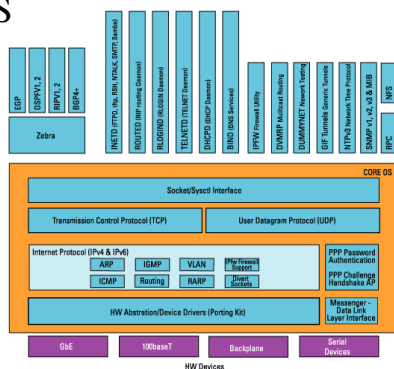 S
EGP
OSPFV1, 2
RIPV1, 2
BGP4+
Zebra
INETD (FTPD, tftp, RSH, NTALK, SMTP, Samba)
ROUTED (RIP routing Daemon)
RLOGIND (RLOGIN Daemon)
TELNETD (TELNET Daemon)
DHCPD (DHCP Daemon)
BIND (DNS Services)
IPFW Firewall Utility
DVMRP Multicast Routing
DUMMYNET Nework Testing
GIF Tunnels Generic Tunnels
NTPv3 Network Time Protocol
SNMP v1, v2, v3 & MIB
NFS
RPC
CORE OS
Socket/Sysctl Interface
Transmission Control Protocol (TCP)
User Datagram Protocol (UDP)
Internet Protocol (IPv4 & IPv6)
ARP
IGMP
VLAN
IPfw Firewall
Support
ICMP
Routing
RARP
Divert
Sockets
PPP Password
Authentication
PPP Challenge
Handshake AP
HW Abstration/Device Drivers (Porting Kit)
Messenger -
Data Link
Layer Interface
GbE
100baseT
Backplane
Serial
Devices
HW Devices